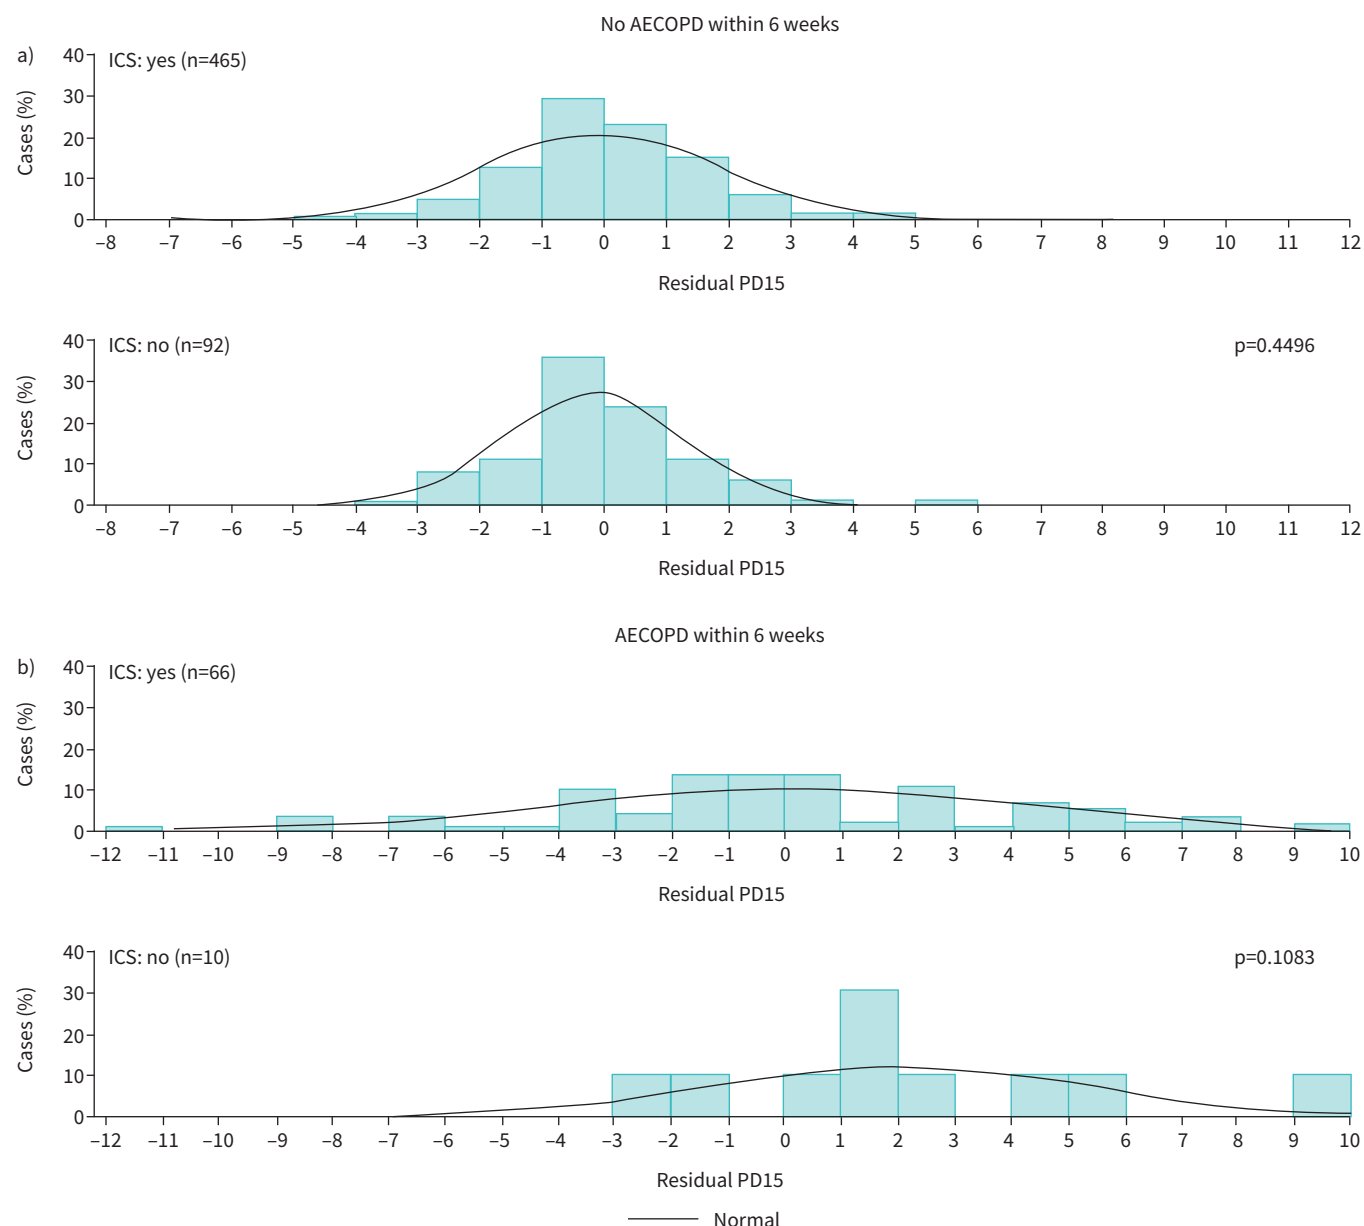 No AECOPD within 6 weeks
a)
ICS: yes (n=465)
Cases (%)
40
30
20
10
0
–8 –7 –6 –5 –4 –3 –2 –1 0 1 2 3 4 5 6 7 8 9 10 11 12
Residual PD15
ICS: no (n=92)
p=0.4496
Cases (%)
40
30
20
10
0
–8 –7 –6 –5 –4 –3 –2 –1 0 1 2 3 4 5 6 7 8 9 10 11 12
Residual PD15
AECOPD within 6 weeks
b)
ICS: yes (n=66)
Cases (%)
40
30
20
10
0
–12 –11 –10 –9 –8 –7 –6 –5 –4 –3 –2 –1 0 1 2 3 4 5 6 7 8 9 10
Residual PD15
ICS: no (n=10)
p=0.1083
Cases (%)
40
30
20
10
0
–12 –11 –10 –9 –8 –7 –6 –5 –4 –3 –2 –1 0 1 2 3 4 5 6 7 8 9 10
Residual PD15
Normal